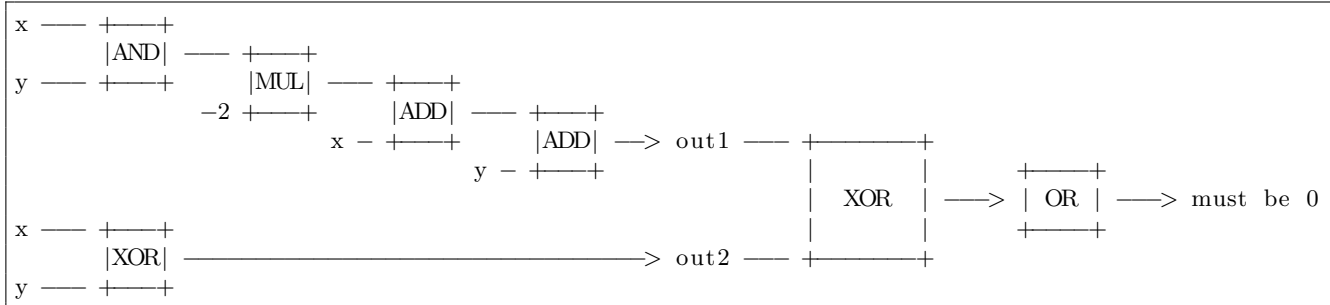 x --- +---+
|AND| --- +---+
y --- +---+ |MUL| --- +---+
-2 +---+ |ADD| --- +---+
x - +---+ |ADD| --> out1 --- +-------+
y - +---+ | | +----+
| XOR | ---> | OR | ---> must be 0
x --- +---+ | | +----+
|XOR| --------------------------> out2 --- +-------+
y --- +---+